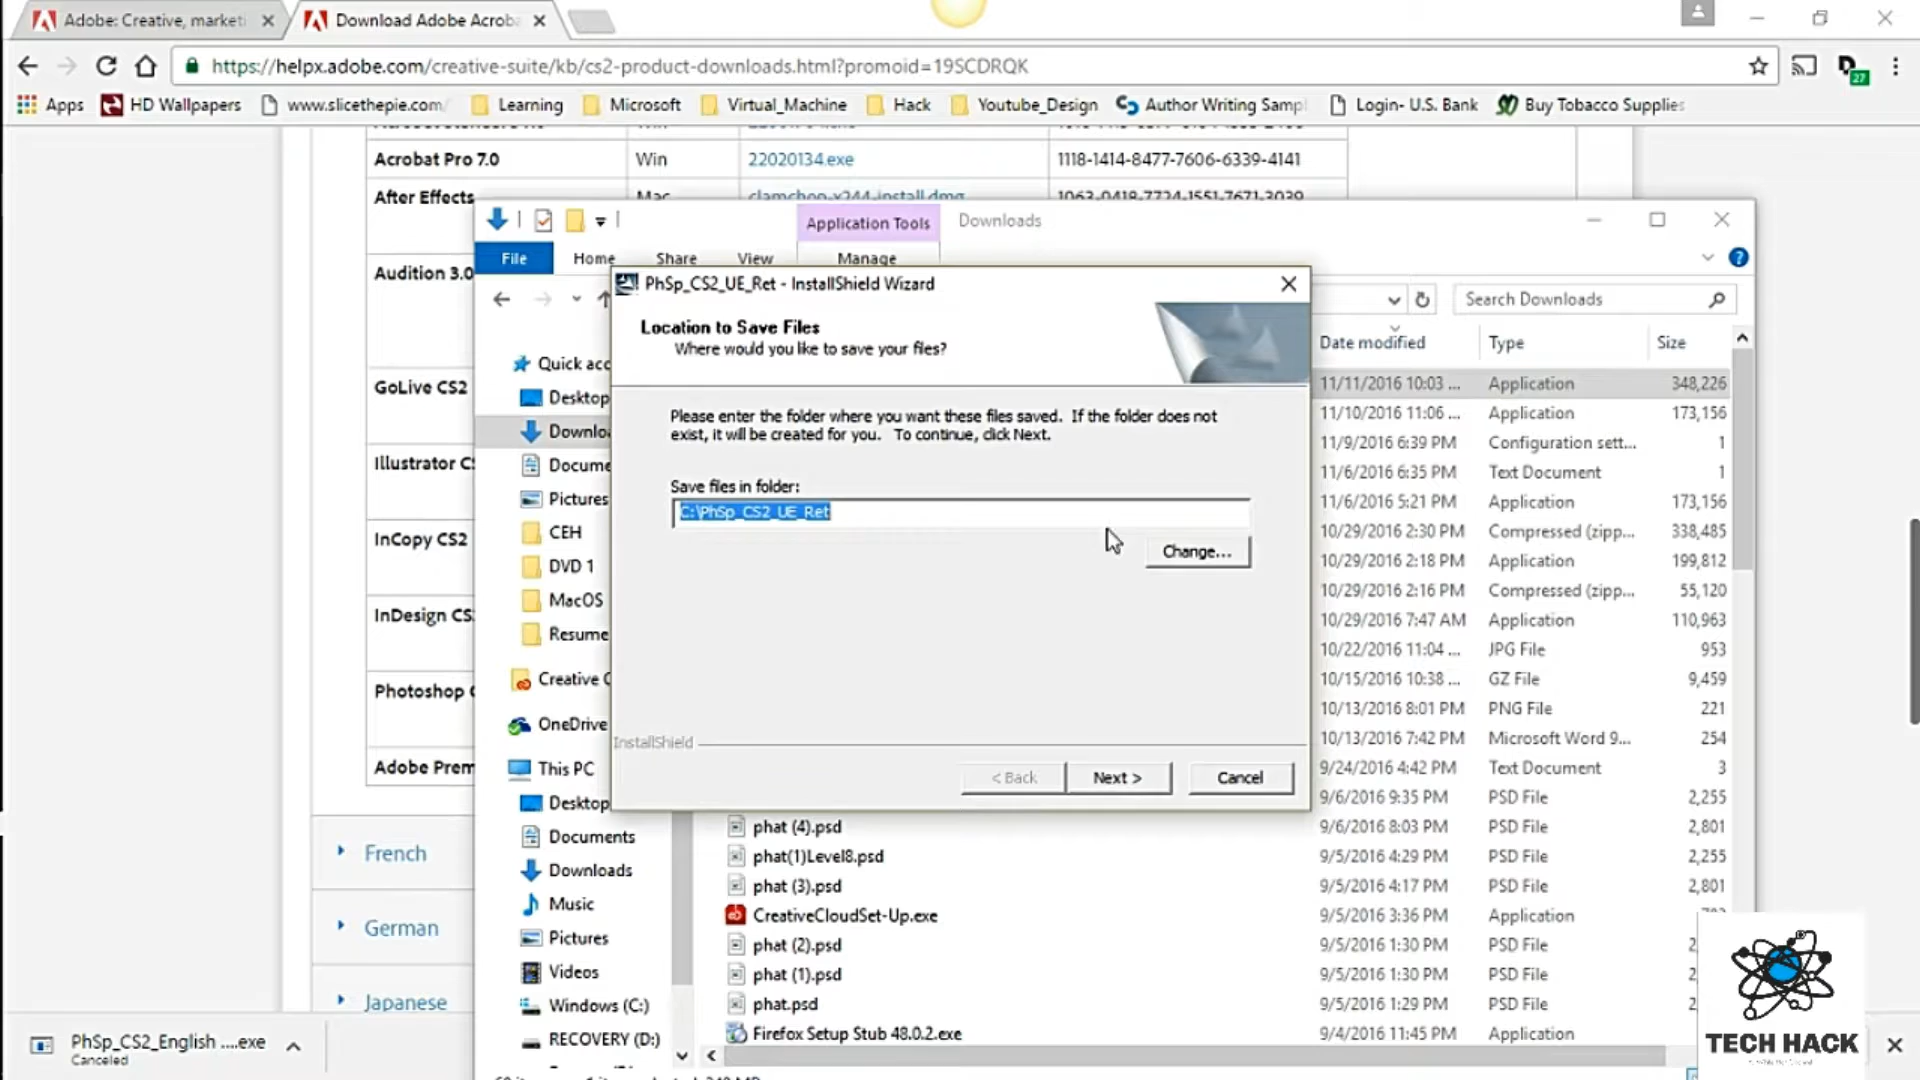 Adobe: Creative, marketi
Download Adobe Acroba
https://helpx.adobe.com/creative-suite/kb/cs2-product-downloads.html?promoid=19SCDRQK
27
Apps
HD Wallpapers
www.slicethepie.com/
Learning
Microsoft
Virtual_Machine
Hack
Youtube_Design
Author Writing Sampl
Login- U.S. Bank
Buy Tobacco Supplies
Acrobat Pro 7.0
Win
22020134.exe
1118-1414-8477-7606-6339-4141
After Effects
Mac
Audition 3.0
GoLive CS2
Illustrator CS
InCopy CS2
InDesign CS
Photoshop C
Adobe Prem
French
German
Japanese
Application Tools
Downloads
File
Home
Share
View
Manage
Search Downloads
Quick acc
Desktop
Downloa
Docume
Pictures
CEH
DVD 1
MacOS
Resume
Creative C
OneDrive
This PC
Desktop
Documents
Downloads
Music
Pictures
Videos
Windows (C:)
RECOVERY (D:)
PhSp_CS2_UE_Ret - InstallShield Wizard
Location to Save Files
Where would you like to save your files?
Please enter the folder where you want these files saved. If the folder does not
exist, it will be created for you. To continue, click Next.
Save files in folder:
C:\PhSp_CS2_UE_Ret
Change...
InstallShield
< Back
Next >
Cancel
Date modified
Type
Size
11/11/2016 10:03 ... Application 348,226
11/10/2016 11:06 ... Application 173,156
11/9/2016 6:39 PM Configuration sett... 1
11/6/2016 6:35 PM Text Document 1
11/6/2016 5:21 PM Application 173,156
10/29/2016 2:30 PM Compressed (zipp... 338,485
10/29/2016 2:18 PM Application 199,812
10/29/2016 2:16 PM Compressed (zipp... 55,120
10/29/2016 7:47 AM Application 110,963
10/22/2016 11:04 ... JPG File 953
10/15/2016 10:38 ... GZ File 9,459
10/13/2016 8:01 PM PNG File 221
10/13/2016 7:42 PM Microsoft Word 9... 254
9/24/2016 4:42 PM Text Document 3
9/6/2016 9:35 PM PSD File 2,255
phat (4).psd 9/6/2016 8:03 PM PSD File 2,801
phat(1)Level8.psd 9/5/2016 4:29 PM PSD File 2,255
phat (3).psd 9/5/2016 4:17 PM PSD File 2,801
CreativeCloudSet-Up.exe 9/5/2016 3:36 PM Application
phat (2).psd 9/5/2016 1:30 PM PSD File
phat (1).psd 9/5/2016 1:30 PM PSD File
phat.psd 9/5/2016 1:29 PM PSD File
Firefox Setup Stub 48.0.2.exe 9/4/2016 11:45 PM Application
PhSp_CS2_English ....exe
Canceled
TECH HACK